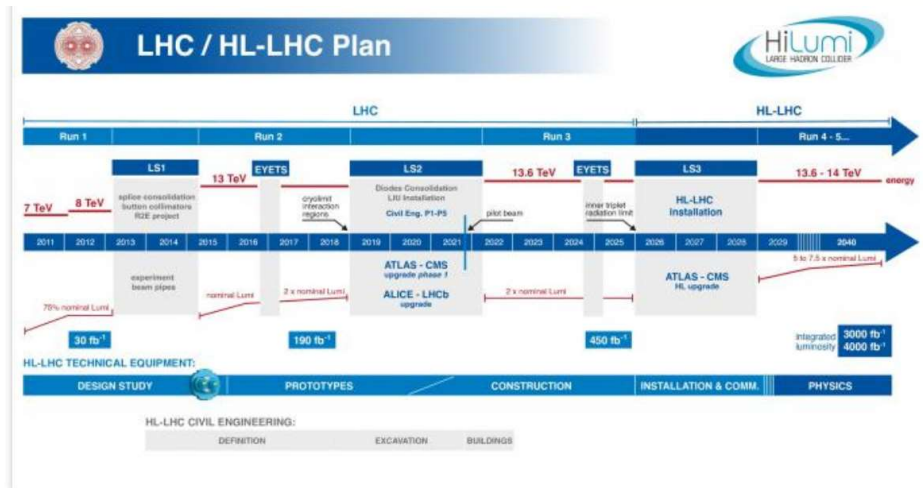 LHC / HL-LHC Plan
HiLumi
LARGE HADRON COLLIDER
LHC
HL-LHC
Run 1
Run 2
Run 3
Run 4 - 5...
LS1
EYETS
LS2
EYETS
LS3
13 TeV
13.6 TeV
13.6 - 14 TeV
energy
7 TeV
8 TeV
splice consolidation
button collimators
R2E project
cryolimit
interaction
regions
Diodes Consolidation
LIU Installation
Civil Eng. P1-P5
pilot beam
inner triplet
radiation limit
HL-LHC
installation
2011 2012 2013 2014 2015 2016 2017 2018 2019 2020 2021 2022 2023 2024 2025 2026 2027 2028 2029 2040
experiment
beam pipes
ATLAS - CMS
upgrade phase 1
ALICE - LHCb
upgrade
ATLAS - CMS
HL upgrade
5 to 7.5 x nominal Lumi
75% nominal Lumi
nominal Lumi
2 x nominal Lumi
2 x nominal Lumi
30 fb⁻¹
190 fb⁻¹
450 fb⁻¹
integrated
luminosity
3000 fb⁻¹
4000 fb⁻¹
HL-LHC TECHNICAL EQUIPMENT:
DESIGN STUDY
PROTOTYPES
CONSTRUCTION
INSTALLATION & COMM.
PHYSICS
HL-LHC CIVIL ENGINEERING:
DEFINITION
EXCAVATION
BUILDINGS